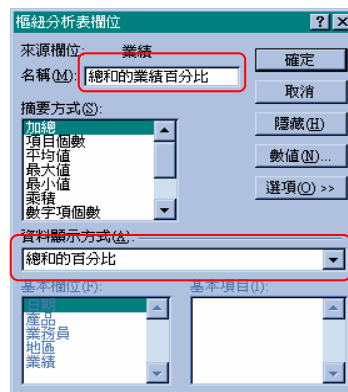 樞紐分析表欄位
來源欄位: 業績
名稱(M): 總和的業績百分比
摘要方式(S):
加總
項目個數
平均值
最大值
最小值
乘積
數字項個數
確定
取消
隱藏(H)
數值(N)...
選項(O) >>
資料顯示方式(A):
總和的百分比
基本欄位(F): 基本項目(I):
日期
產品
業務員
地區
業績